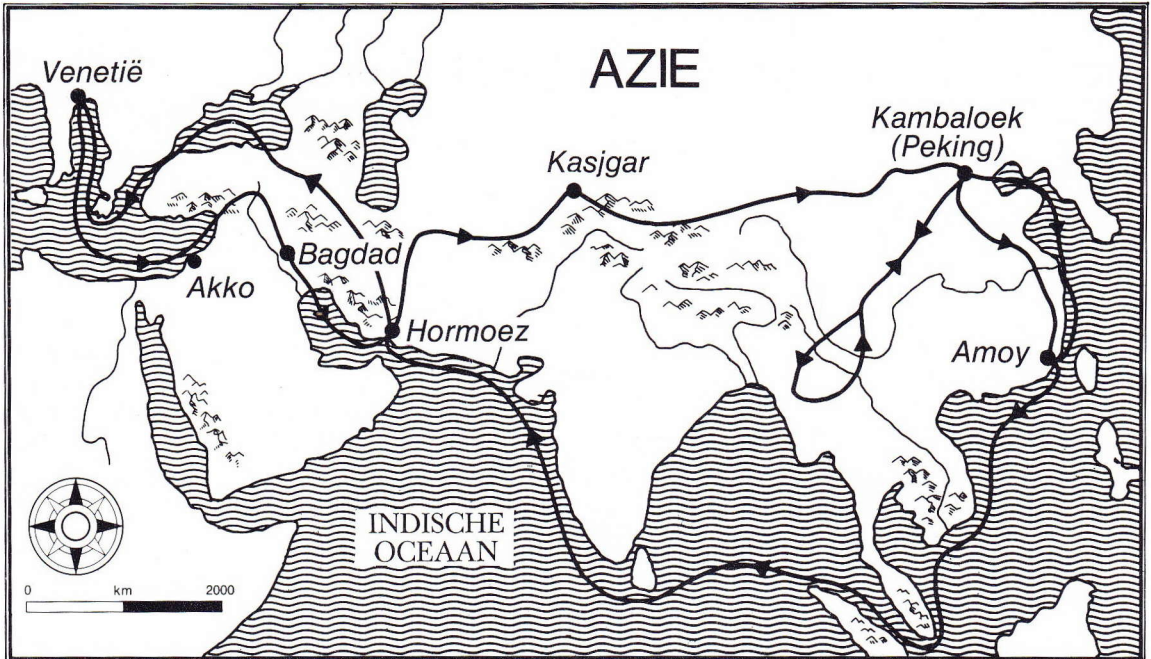 AZIE
Venetië
Kambaloek
(Peking)
Kasjgar
Bagdad
Akko
Hormoez
Amoy
INDISCHE
OCEAAN
0 km 2000